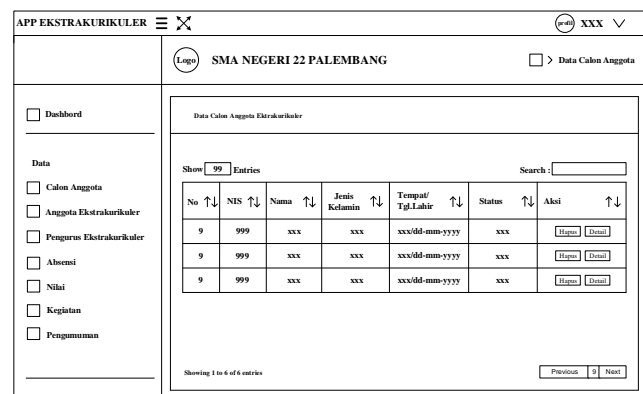 APP EKSTRAKURIKULER
profil XXX
Logo SMA NEGERI 22 PALEMBANG
> Data Calon Anggota
Dashbord
Data
Calon Anggota
Anggota Ekstrakurikuler
Pengurus Ekstrakurikuler
Absensi
Nilai
Kegiatan
Pengumuman
Data Calon Anggota Ektrakurikuler
Show 99 Entries Search :
No NIS Nama Jenis Kelamin Tempat/ Tgl.Lahir Status Aksi
9 999 xxx xxx xxx/dd-mm-yyyy xxx Hapus Detail
9 999 xxx xxx xxx/dd-mm-yyyy xxx Hapus Detail
9 999 xxx xxx xxx/dd-mm-yyyy xxx Hapus Detail
Showing 1 to 6 of 6 entries Previous 9 Next